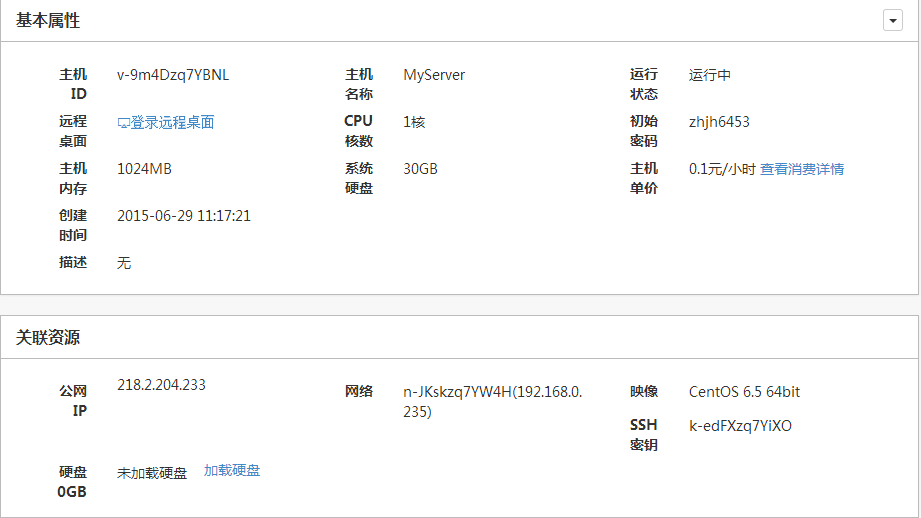 基本属性
主机ID v-9m4Dzq7YBNL 主机名称 MyServer 运行状态 运行中
远程桌面 登录远程桌面 CPU核数 1核 初始密码 zhjh6453
主机内存 1024MB 系统硬盘 30GB 主机单价 0.1元/小时 查看消费详情
创建时间 2015-06-29 11:17:21
描述 无
关联资源
公网IP 218.2.204.233 网络 n-JKskzq7YW4H(192.168.0.235) 映像 CentOS 6.5 64bit
SSH密钥 k-edFXzq7YiXO
硬盘0GB 未加载硬盘 加载硬盘